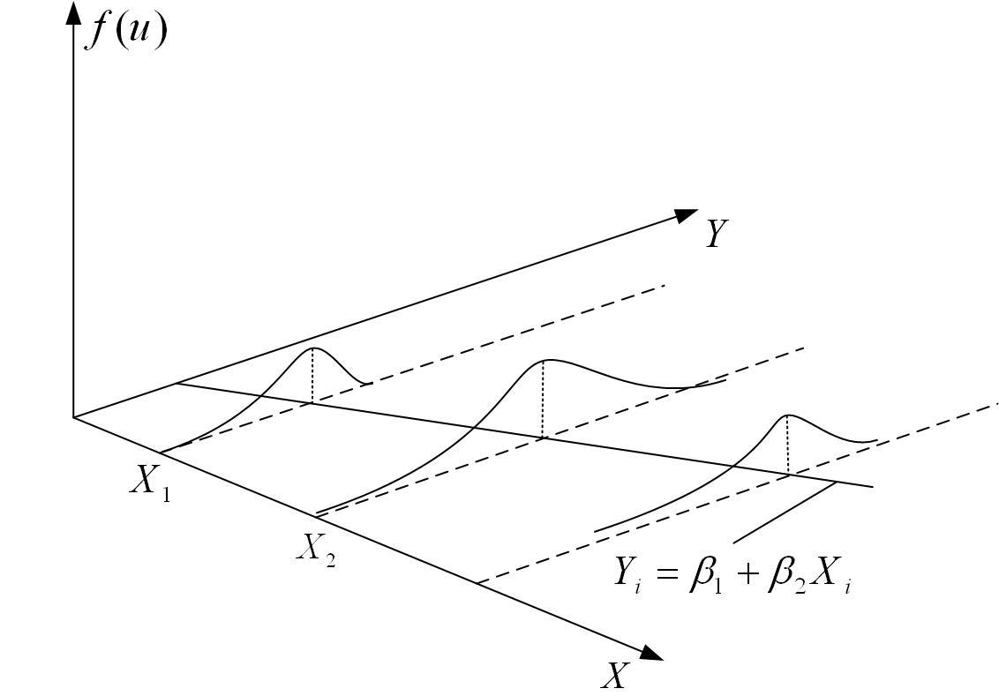 f(u)
Y
X₁
X₂
Yᵢ = β₁ + β₂Xᵢ
X